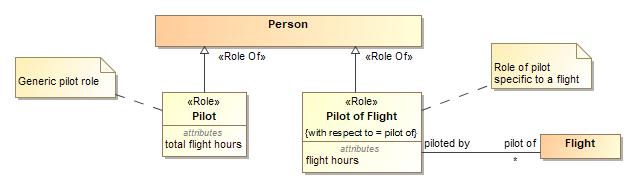 Person
«Role Of»
«Role Of»
Generic pilot role
Role of pilot
specific to a flight
«Role»
Pilot
attributes
total flight hours
«Role»
Pilot of Flight
{with respect to = pilot of}
attributes
flight hours
piloted by
pilot of
*
Flight